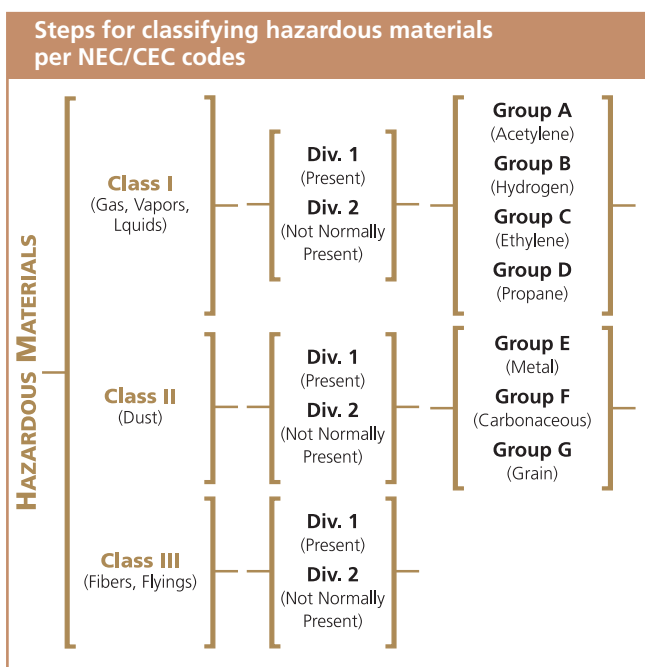 Steps for classifying hazardous materials
per NEC/CEC codes
HAZARDOUS MATERIALS
Class I
(Gas, Vapors,
Lquids)
Div. 1
(Present)
Div. 2
(Not Normally
Present)
Group A
(Acetylene)
Group B
(Hydrogen)
Group C
(Ethylene)
Group D
(Propane)
Class II
(Dust)
Div. 1
(Present)
Div. 2
(Not Normally
Present)
Group E
(Metal)
Group F
(Carbonaceous)
Group G
(Grain)
Class III
(Fibers, Flyings)
Div. 1
(Present)
Div. 2
(Not Normally
Present)